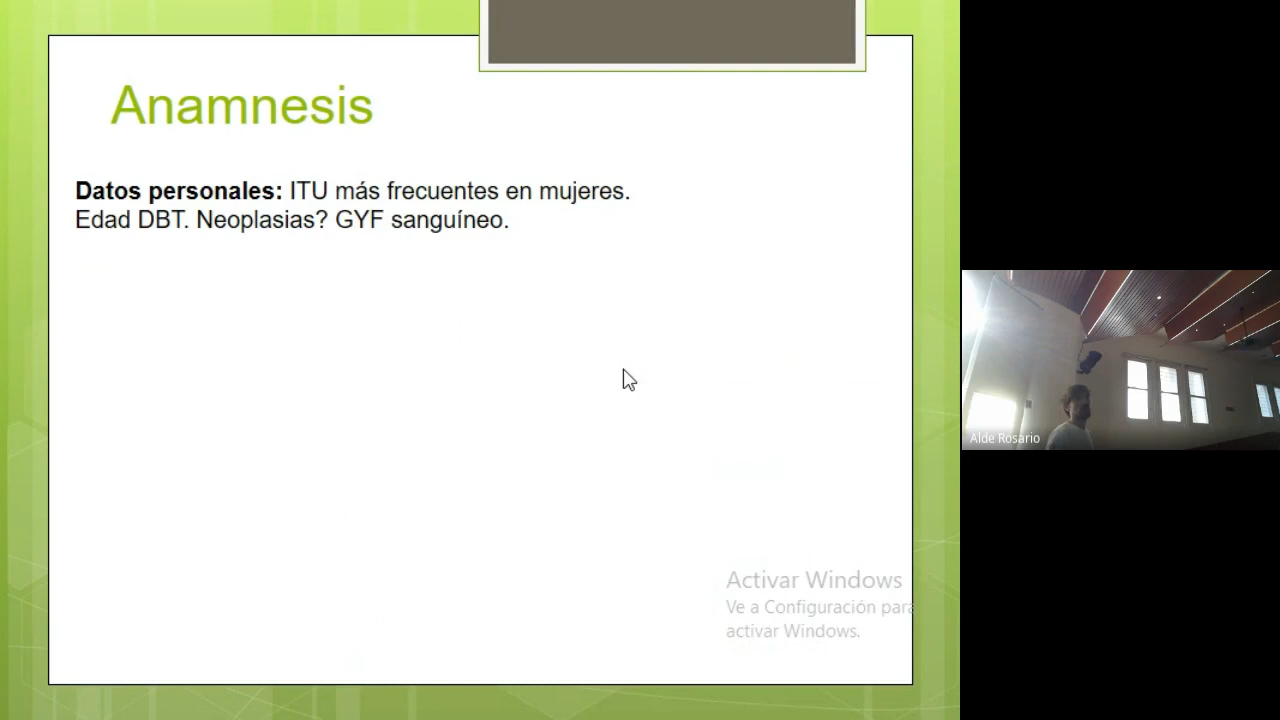 Anamnesis
Datos personales: ITU más frecuentes en mujeres.
Edad DBT. Neoplasias? GYF sanguíneo.
Alde Rosario
Activar Windows
Ve a Configuración para
activar Windows.